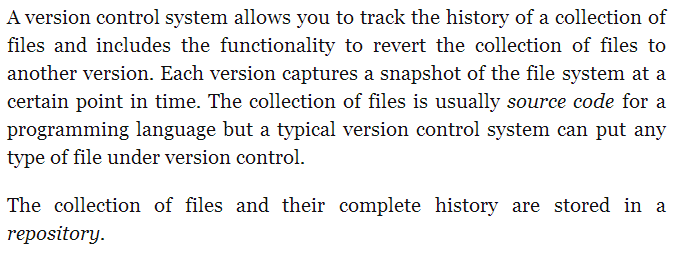 A version control system allows you to track the history of a collection of
files and includes the functionality to revert the collection of files to
another version. Each version captures a snapshot of the file system at a
certain point in time. The collection of files is usually source code for a
programming language but a typical version control system can put any
type of file under version control.
The collection of files and their complete history are stored in a
repository.